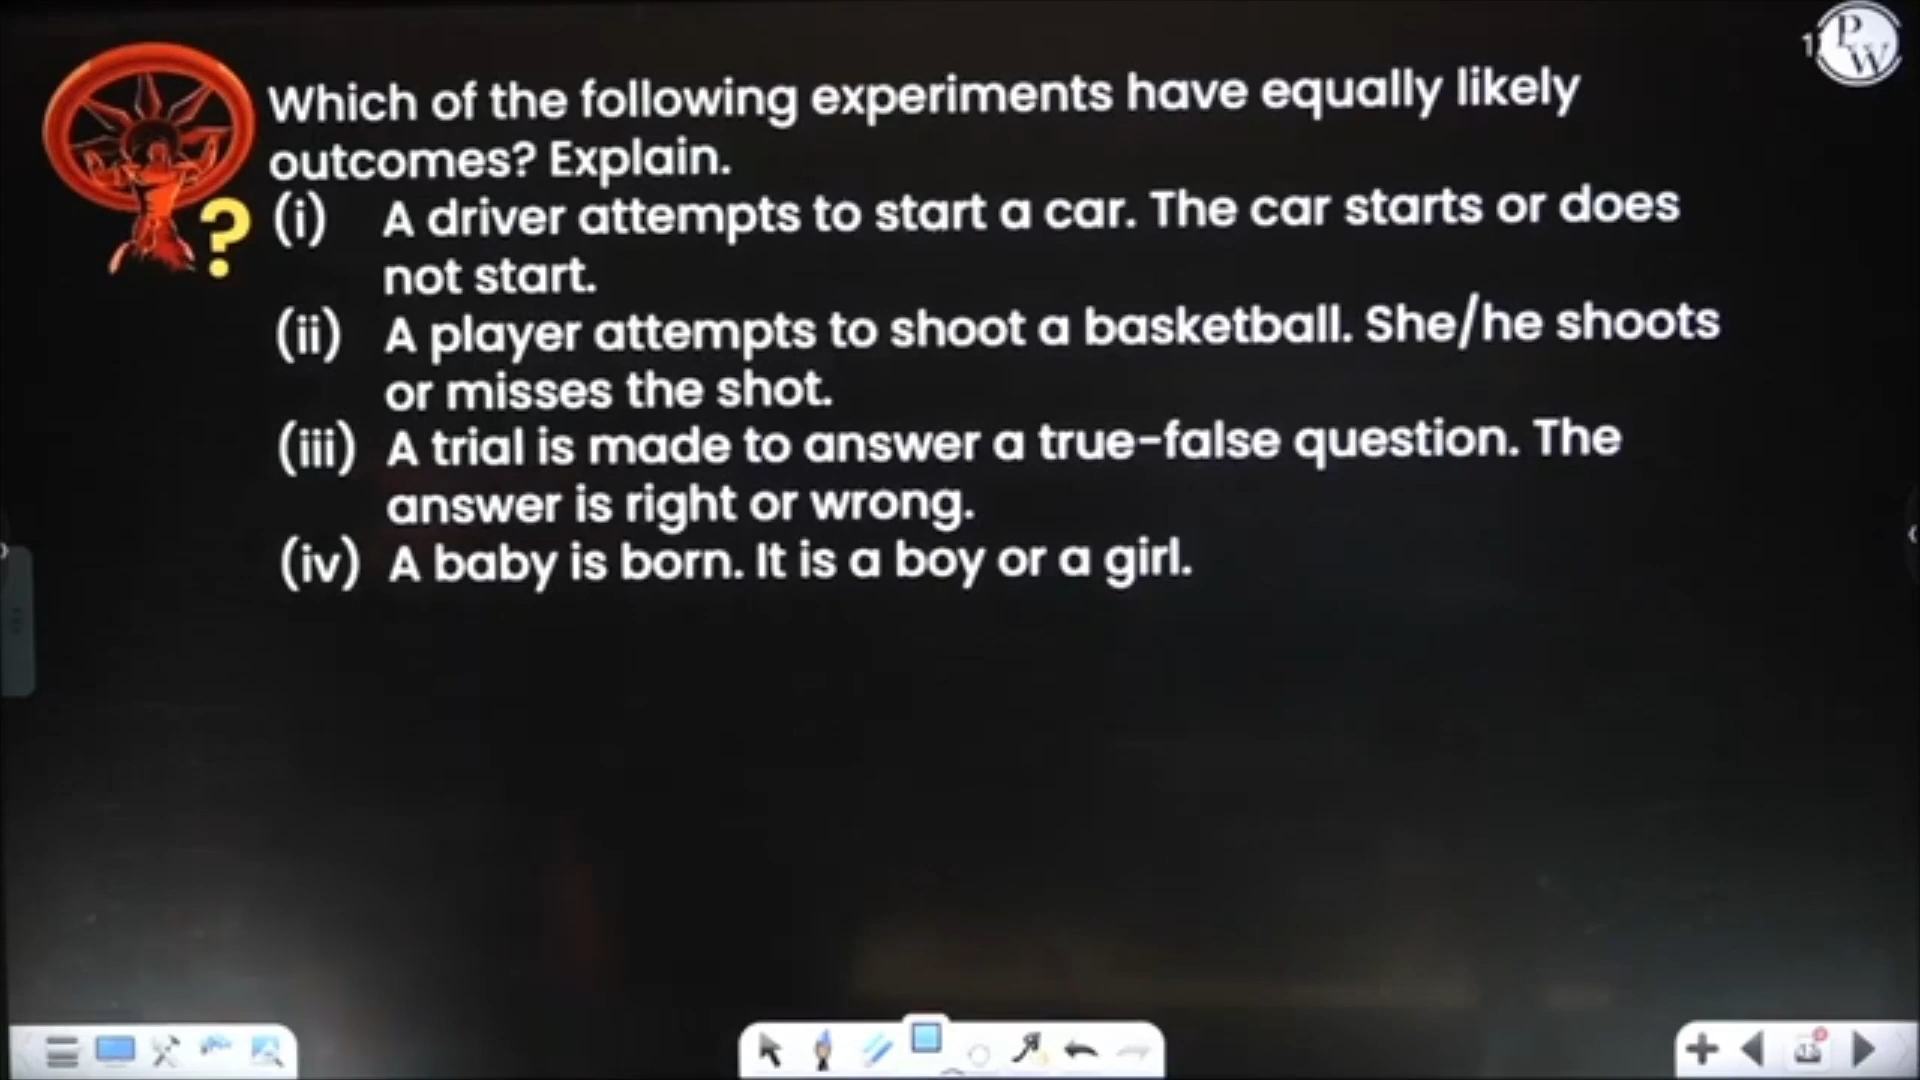 Which of the following experiments have equally likely
outcomes? Explain.
(i) A driver attempts to start a car. The car starts or does
not start.
(ii) A player attempts to shoot a basketball. She/he shoots
or misses the shot.
(iii) A trial is made to answer a true-false question. The
answer is right or wrong.
(iv) A baby is born. It is a boy or a girl.
?
PW